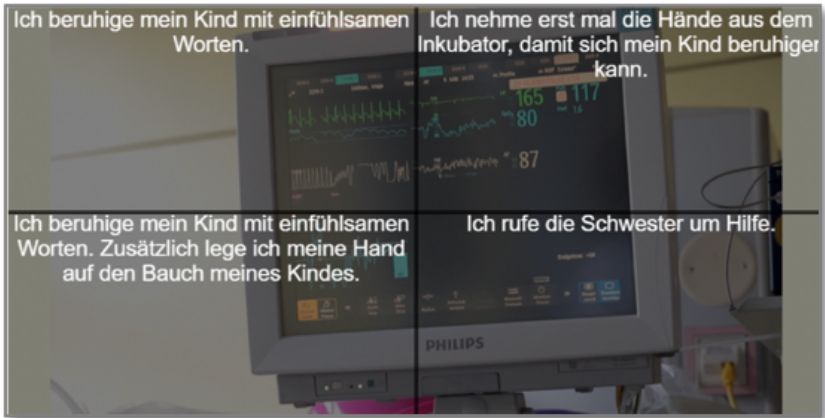 Ich beruhige mein Kind mit einfühlsamen
Worten.
Ich nehme erst mal die Hände aus dem
Inkubator, damit sich mein Kind beruhigen
kann.
165
117
80
87
Ich beruhige mein Kind mit einfühlsamen
Worten. Zusätzlich lege ich meine Hand
auf den Bauch meines Kindes.
Ich rufe die Schwester um Hilfe.
PHILIPS